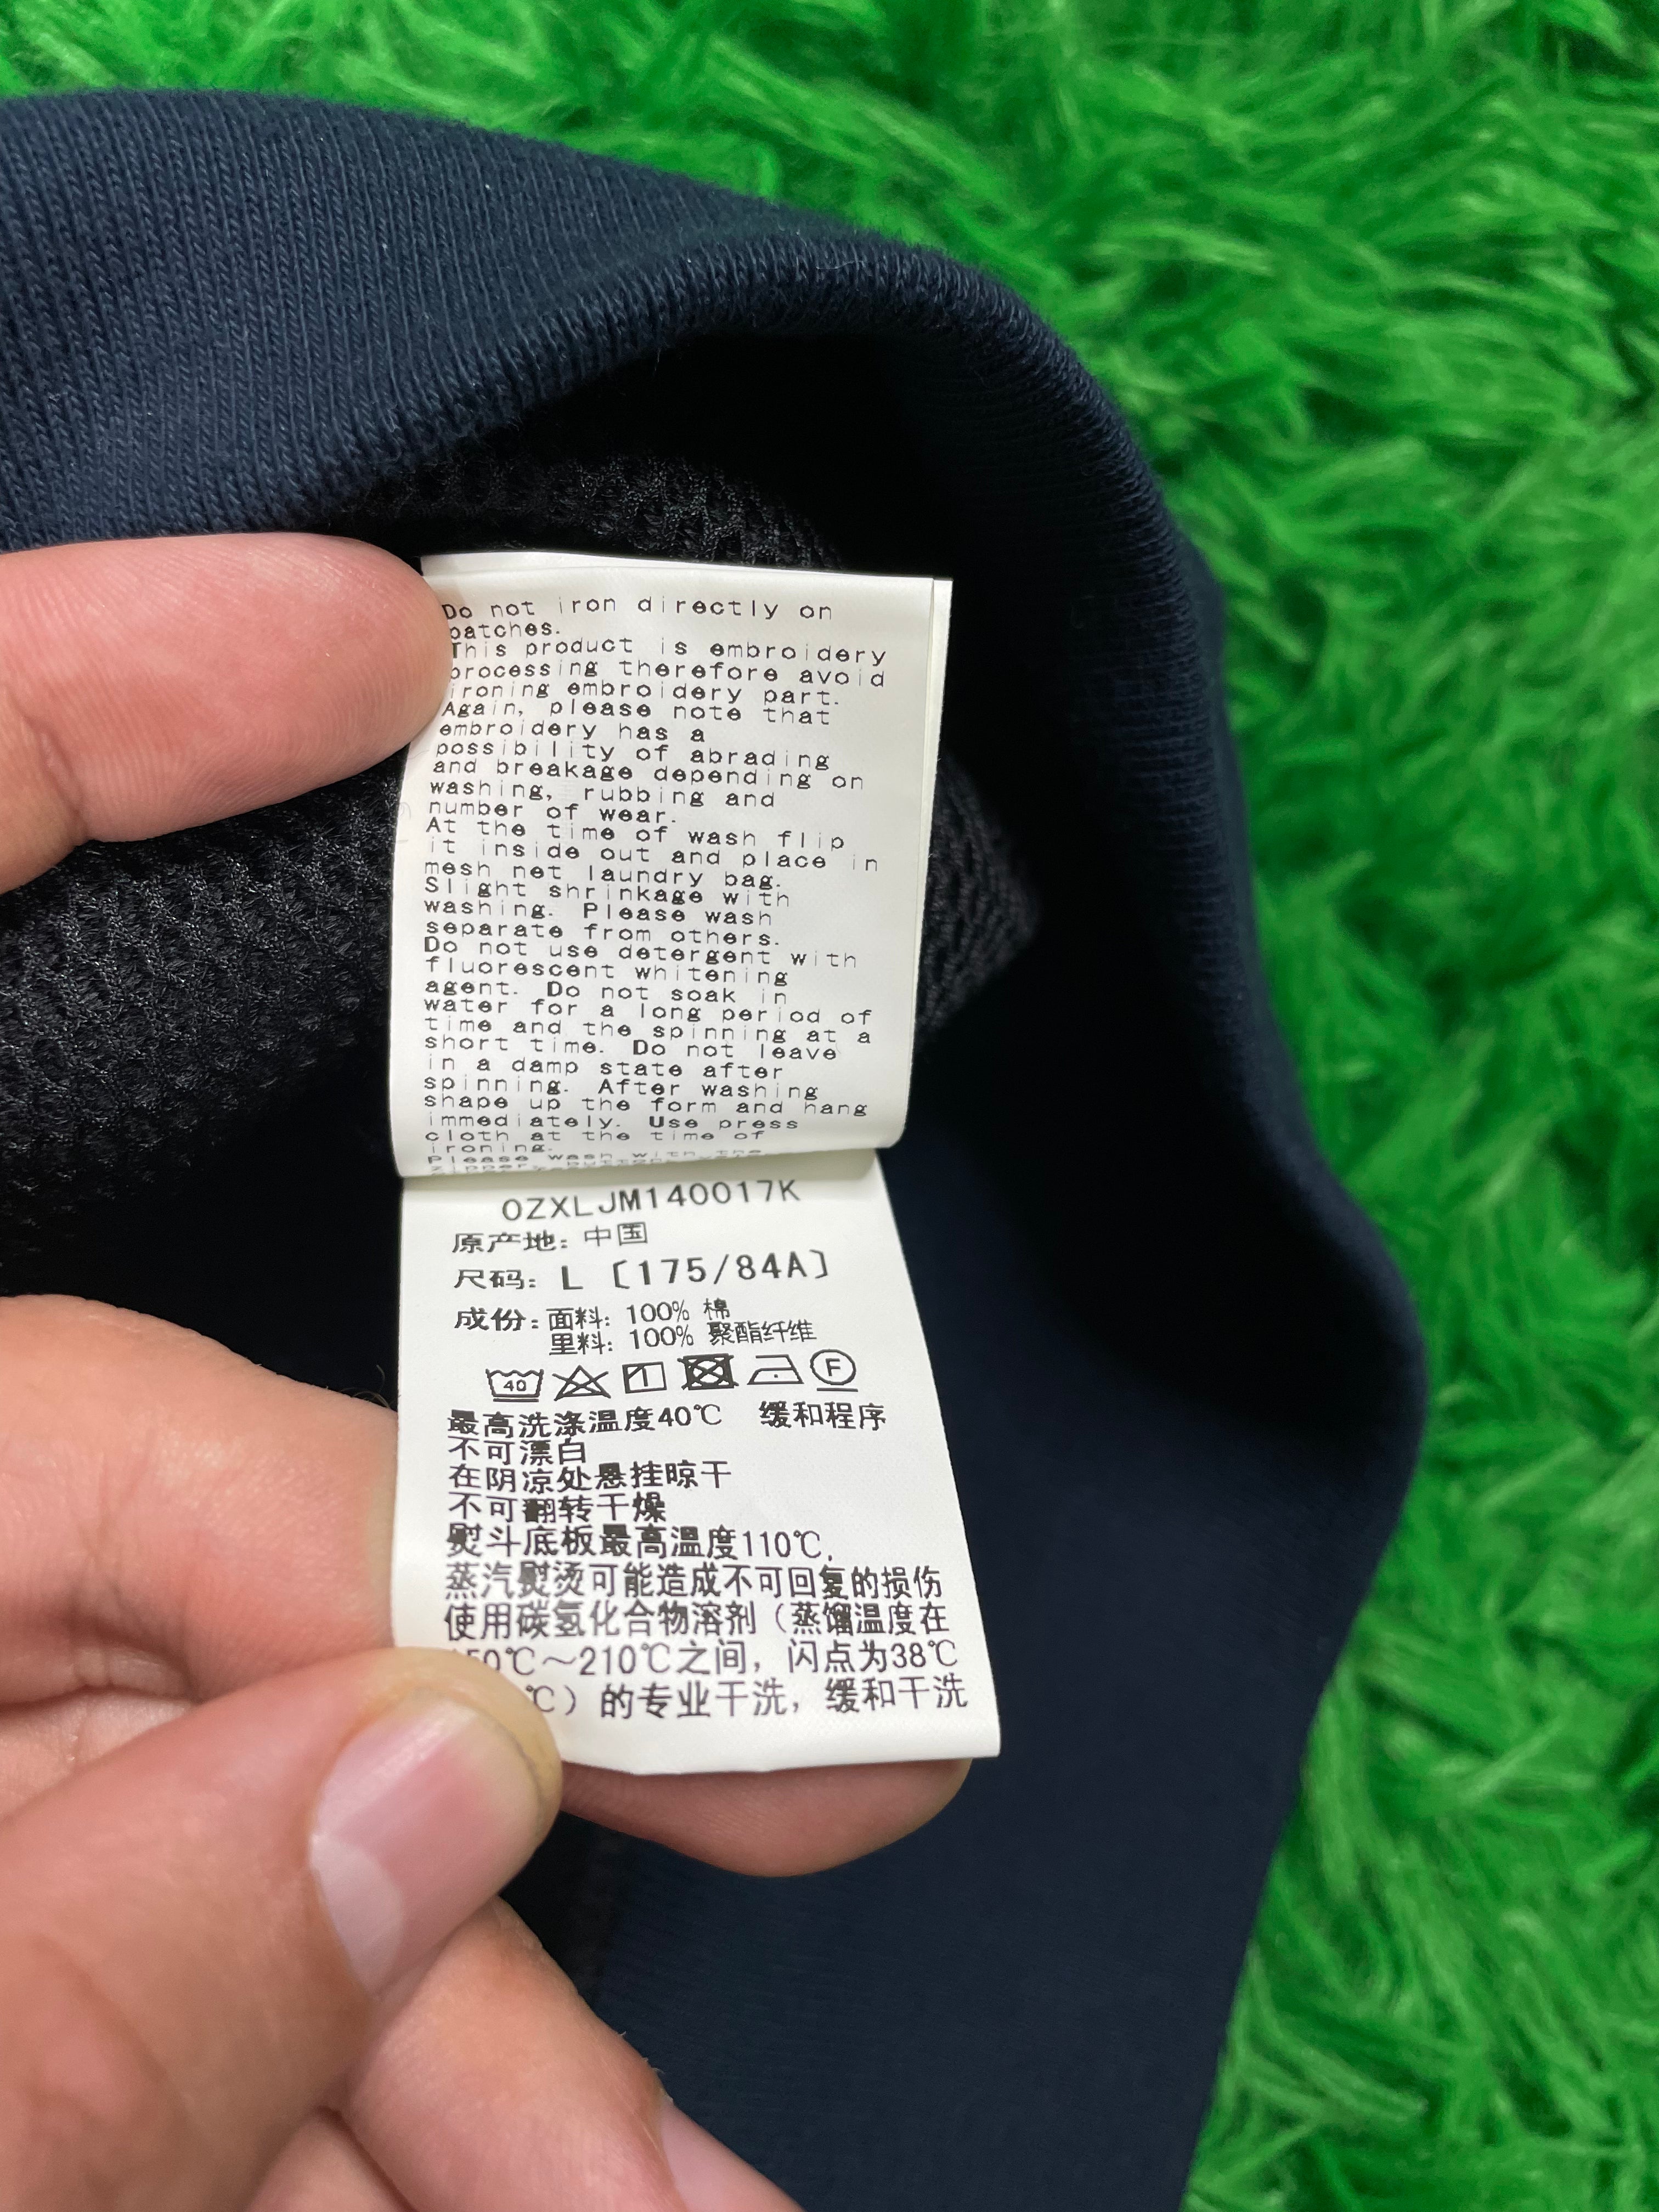 Do not iron directly on
patches.
This product is embroidery
processing therefore avoid
ironing embroidery part.
Again, please note that
embroidery has a
possibility of abrading
and breakage depending on
washing, rubbing and
number of wear.
At the time of wash flip
it inside out and place in
mesh net laundry bag.
Slight shrinkage with
washing. Please wash
separate from others.
Do not use detergent with
fluorescent whitening
agent. Do not soak in
water for a long period of
time and the spinning at a
short time. Do not leave
in a damp state after
spinning. After washing
shape up the form and hang
immediately. Use press
cloth at the time of
ironing.
Please wash with the
OZXLJM140017K
原产地: 中国
尺码: L [175/84A]
成份: 面料: 100% 棉
里料: 100% 聚酯纤维
40 F
最高洗涤温度40℃ 缓和程序
不可漂白
在阴凉处悬挂晾干
不可翻转干燥
熨斗底板最高温度110℃,
蒸汽熨烫可能造成不可回复的损伤
使用碳氢化合物溶剂（蒸馏温度在
50℃～210℃之间，闪点为38℃
℃）的专业干洗，缓和干洗